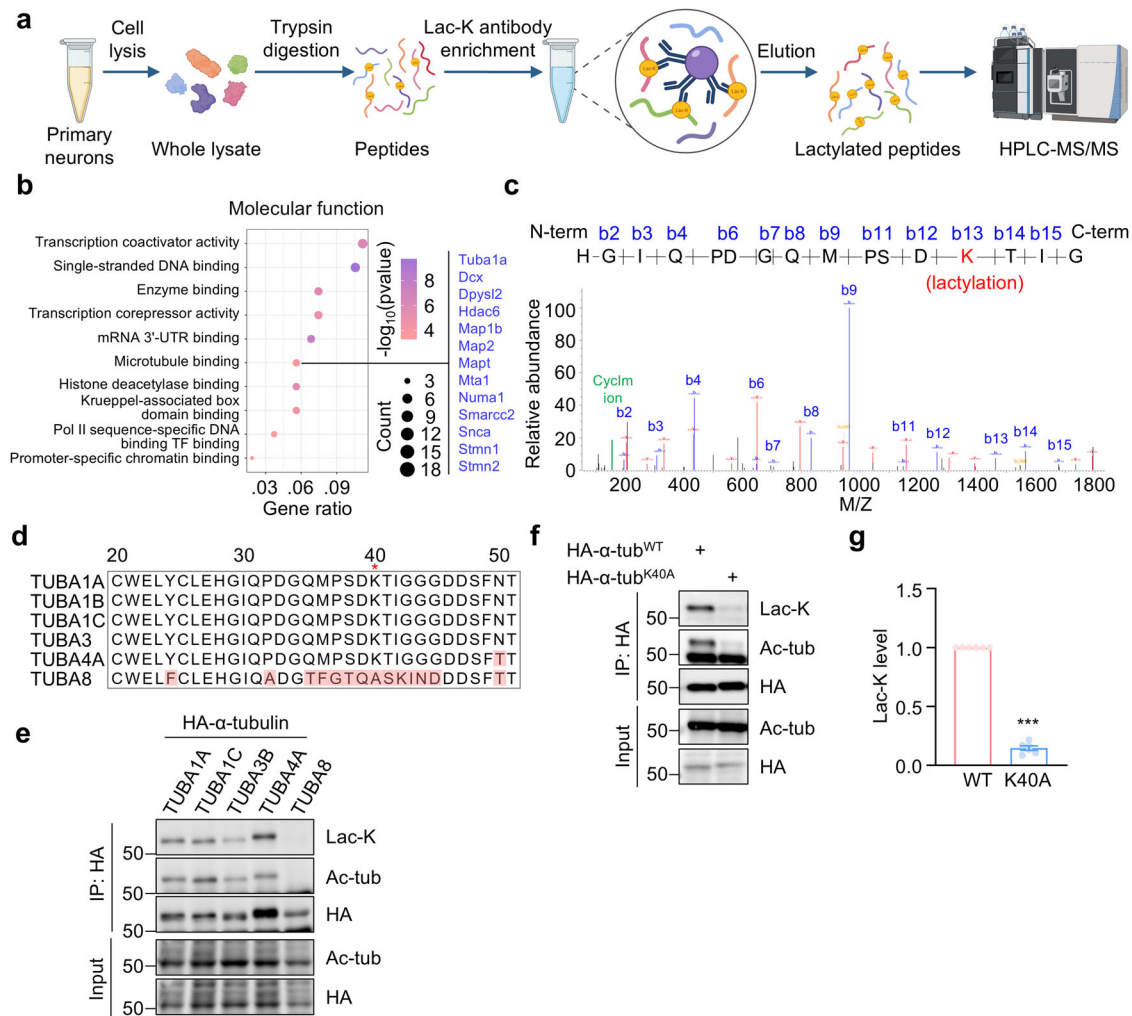 a
Cell
lysis
Trypsin
digestion
Lac-K antibody
enrichment
Elution
Primary
neurons
Whole lysate
Peptides
Lactylated peptides
HPLC-MS/MS
b
Molecular function
Transcription coactivator activity
Single-stranded DNA binding
Enzyme binding
Transcription corepressor activity
mRNA 3'-UTR binding
Microtubule binding
Histone deacetylase binding
Krueppel-associated box
domain binding
Pol II sequence-specific DNA
binding TF binding
Promoter-specific chromatin binding
.03 .06 .09
Gene ratio
-log10(pvalue)
8
6
4
Count
3
6
9
12
15
18
Tuba1a
Dcx
Dpysl2
Hdac6
Map1b
Map2
Mapt
Mta1
Numa1
Smarcc2
Snca
Stmn1
Stmn2
c
N-term b2 b3 b4 b6 b7 b8 b9 b11 b12 b13 b14 b15 C-term
H G I Q PD G Q M PS D K T I G
(lactylation)
Relative abundance
100
80
60
40
20
0
CycIm
ion
b2 b3 b4 b6 b7 b8 b9 b11 b12 b13 b14 b15
200 400 600 800 1000 1200 1400 1600 1800
M/Z
d
20 30 40 50
*
TUBA1A CWELYCLEHGIQPDGQMPSDKTIGGGDDSFNT
TUBA1B CWELYCLEHGIQPDGQMPSDKTIGGGDDSFNT
TUBA1C CWELYCLEHGIQPDGQMPSDKTIGGGDDSFNT
TUBA3 CWELYCLEHGIQPDGQMPSDKTIGGGDDSFNT
TUBA4A CWELYCLEHGIQPDGQMPSDKTIGGGDDSFTT
TUBA8 CWELFCLEHGIQADGTFGTQASKINDDDSFTT
e
HA-α-tubulin
TUBA1A
TUBA1C
TUBA3B
TUBA4A
TUBA8
IP: HA
50
Lac-K
50
Ac-tub
50
HA
Input
50
Ac-tub
50
HA
f
HA-α-tubWT +
HA-α-tubK40A +
IP: HA
50
Lac-K
50
Ac-tub
50
HA
Input
50
Ac-tub
50
HA
g
Lac-K level
1.5
1.0
0.5
0.0
***
WT K40A